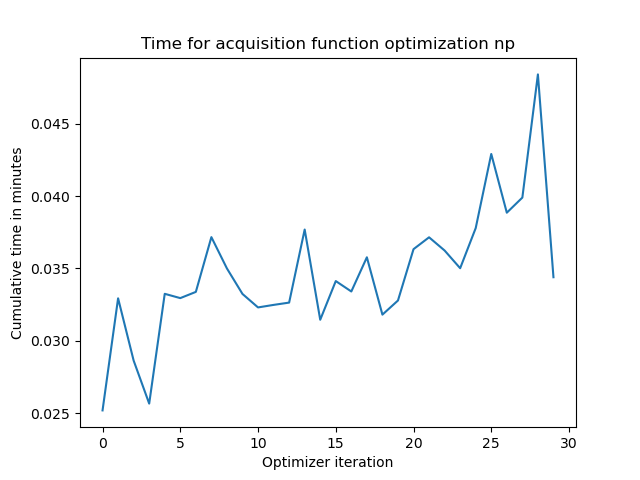 Time for acquisition function optimization np
Cumulative time in minutes
0.045
0.040
0.035
0.030
0.025
0 5 10 15 20 25 30
Optimizer iteration